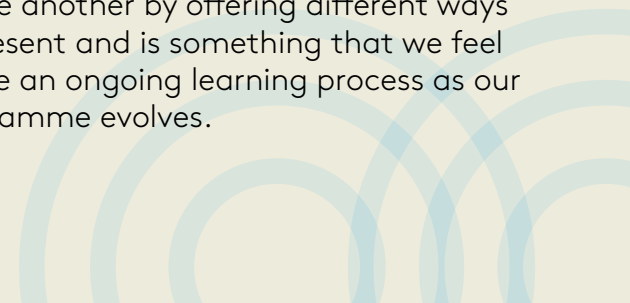 e another by offering different ways
esent and is something that we feel
e an ongoing learning process as our
amme evolves.